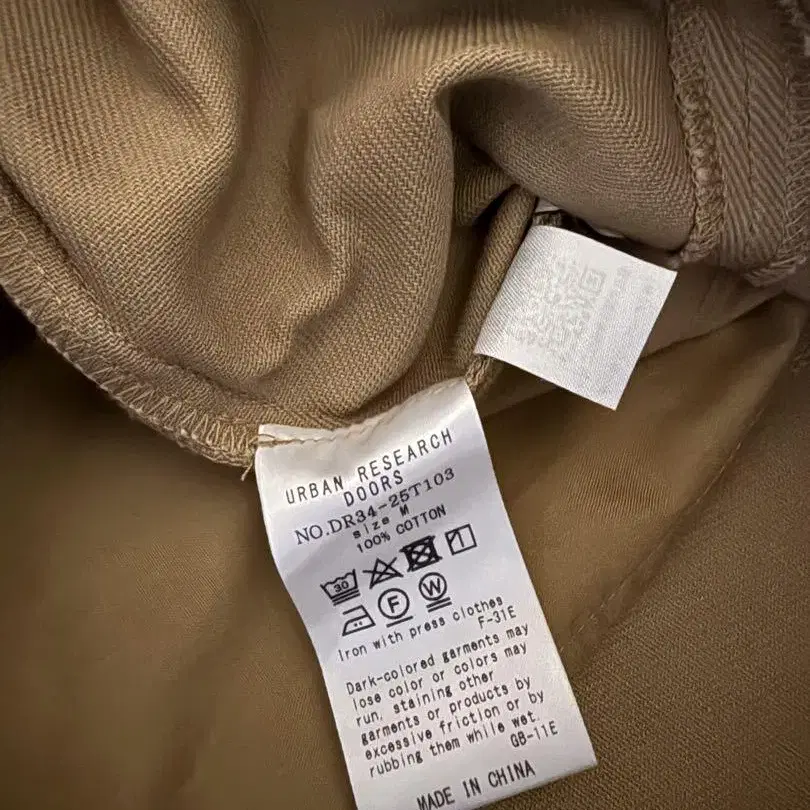 URBAN RESEARCH
DOORS
NO.DR34-25T103
size M
100% COTTON
30
F W
Iron with press clothes
F-31E
Dark-colored garments may
lose color or colors may
run, staining other
garments or products by
excessive friction or by
rubbing them while wet.
GB-11E
MADE IN CHINA